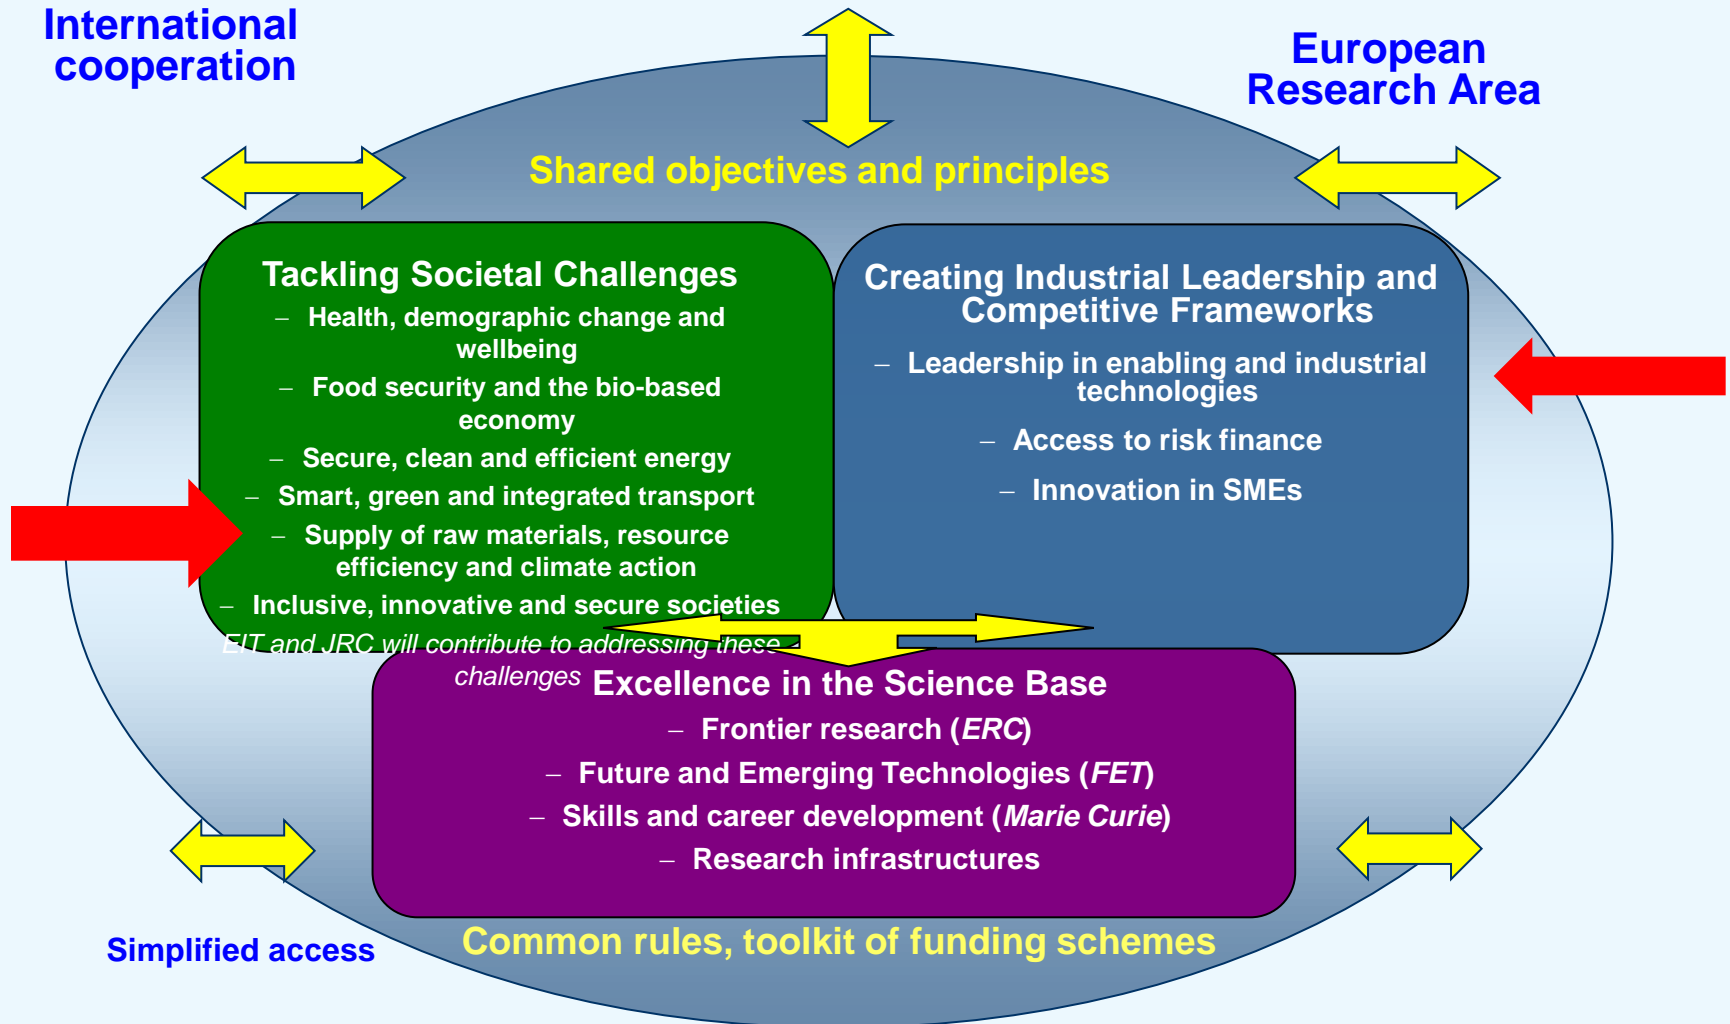 International
cooperation
European
Research Area
Shared objectives and principles
Tackling Societal Challenges
– Health, demographic change and
wellbeing
– Food security and the bio-based
economy
– Secure, clean and efficient energy
– Smart, green and integrated transport
– Supply of raw materials, resource
efficiency and climate action
– Inclusive, innovative and secure societies
EIT and JRC will contribute to addressing these
challenges
Creating Industrial Leadership and
Competitive Frameworks
– Leadership in enabling and industrial
technologies
– Access to risk finance
– Innovation in SMEs
Excellence in the Science Base
– Frontier research (ERC)
– Future and Emerging Technologies (FET)
– Skills and career development (Marie Curie)
– Research infrastructures
Simplified access
Common rules, toolkit of funding schemes